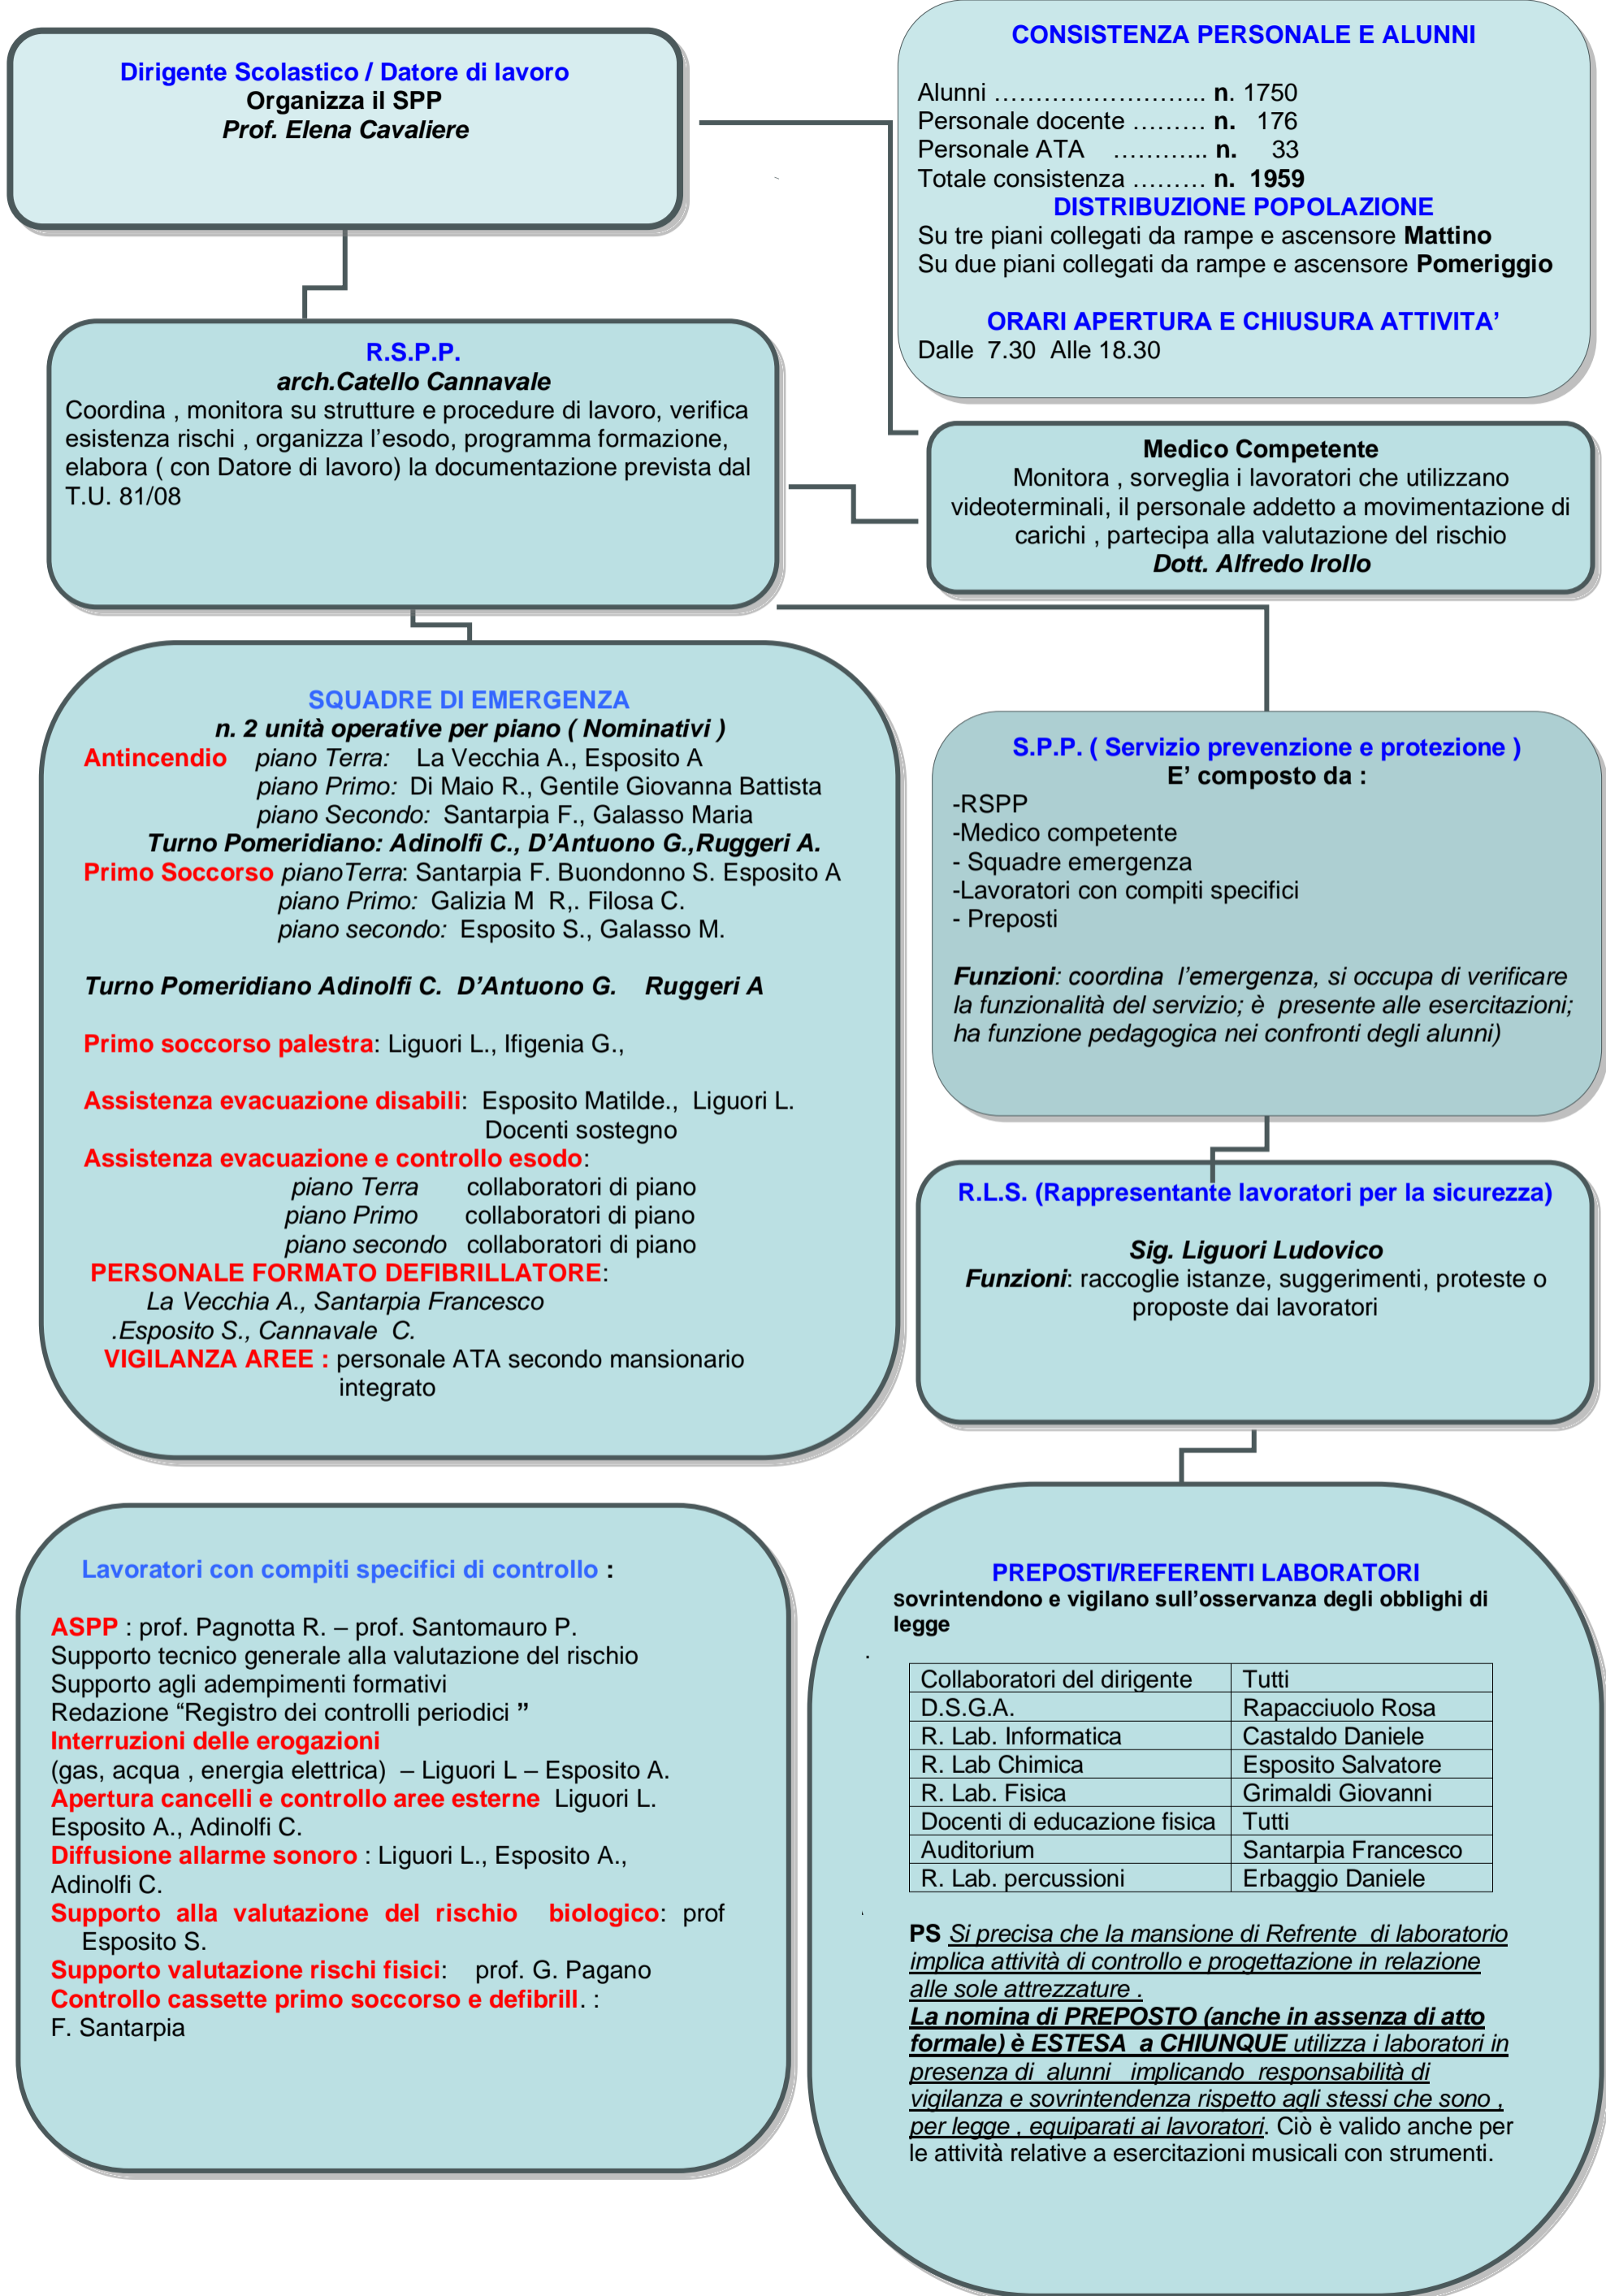 Dirigente Scolastico / Datore di lavoro
Organizza il SPP
Prof. Elena Cavaliere
CONSISTENZA PERSONALE E ALUNNI
Alunni …………………….. n. 1750
Personale docente ……… n. 176
Personale ATA ………... n. 33
Totale consistenza ……… n. 1959
DISTRIBUZIONE POPOLAZIONE
Su tre piani collegati da rampe e ascensore Mattino
Su due piani collegati da rampe e ascensore Pomeriggio
ORARI APERTURA E CHIUSURA ATTIVITA’
Dalle 7.30 Alle 18.30
R.S.P.P.
arch.Catello Cannavale
Coordina , monitora su strutture e procedure di lavoro, verifica
esistenza rischi , organizza l’esodo, programma formazione,
elabora ( con Datore di lavoro) la documentazione prevista dal
T.U. 81/08
Medico Competente
Monitora , sorveglia i lavoratori che utilizzano
videoterminali, il personale addetto a movimentazione di
carichi , partecipa alla valutazione del rischio
Dott. Alfredo Irollo
SQUADRE DI EMERGENZA
n. 2 unità operative per piano ( Nominativi )
Antincendio piano Terra: La Vecchia A., Esposito A
piano Primo: Di Maio R., Gentile Giovanna Battista
piano Secondo: Santarpia F., Galasso Maria
Turno Pomeridiano: Adinolfi C., D’Antuono G.,Ruggeri A.
Primo Soccorso pianoTerra: Santarpia F. Buondonno S. Esposito A
piano Primo: Galizia M R,. Filosa C.
piano secondo: Esposito S., Galasso M.
Turno Pomeridiano Adinolfi C. D’Antuono G. Ruggeri A
Primo soccorso palestra: Liguori L., Ifigenia G.,
Assistenza evacuazione disabili: Esposito Matilde., Liguori L.
Docenti sostegno
Assistenza evacuazione e controllo esodo:
piano Terra collaboratori di piano
piano Primo collaboratori di piano
piano secondo collaboratori di piano
PERSONALE FORMATO DEFIBRILLATORE:
La Vecchia A., Santarpia Francesco
.Esposito S., Cannavale C.
VIGILANZA AREE : personale ATA secondo mansionario
integrato
S.P.P. ( Servizio prevenzione e protezione )
E’ composto da :
-RSPP
-Medico competente
- Squadre emergenza
-Lavoratori con compiti specifici
- Preposti
Funzioni: coordina l’emergenza, si occupa di verificare
la funzionalità del servizio; è presente alle esercitazioni;
ha funzione pedagogica nei confronti degli alunni)
R.L.S. (Rappresentante lavoratori per la sicurezza)
Sig. Liguori Ludovico
Funzioni: raccoglie istanze, suggerimenti, proteste o
proposte dai lavoratori
Lavoratori con compiti specifici di controllo :
ASPP : prof. Pagnotta R. – prof. Santomauro P.
Supporto tecnico generale alla valutazione del rischio
Supporto agli adempimenti formativi
Redazione “Registro dei controlli periodici ”
Interruzioni delle erogazioni
(gas, acqua , energia elettrica) – Liguori L – Esposito A.
Apertura cancelli e controllo aree esterne Liguori L.
Esposito A., Adinolfi C.
Diffusione allarme sonoro : Liguori L., Esposito A.,
Adinolfi C.
Supporto alla valutazione del rischio biologico: prof
Esposito S.
Supporto valutazione rischi fisici: prof. G. Pagano
Controllo cassette primo soccorso e defibrill. :
F. Santarpia
PREPOSTI/REFERENTI LABORATORI
sovrintendono e vigilano sull’osservanza degli obblighi di
legge
Collaboratori del dirigente Tutti
D.S.G.A. Rapacciuolo Rosa
R. Lab. Informatica Castaldo Daniele
R. Lab Chimica Esposito Salvatore
R. Lab. Fisica Grimaldi Giovanni
Docenti di educazione fisica Tutti
Auditorium Santarpia Francesco
R. Lab. percussioni Erbaggio Daniele
PS Si precisa che la mansione di Refrente di laboratorio
implica attività di controllo e progettazione in relazione
alle sole attrezzature .
La nomina di PREPOSTO (anche in assenza di atto
formale) è ESTESA a CHIUNQUE utilizza i laboratori in
presenza di alunni implicando responsabilità di
vigilanza e sovrintendenza rispetto agli stessi che sono ,
per legge , equiparati ai lavoratori. Ciò è valido anche per
le attività relative a esercitazioni musicali con strumenti.